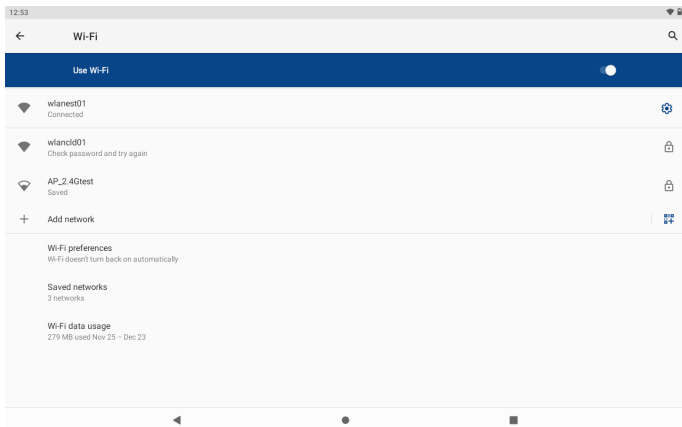 12:53
Wi-Fi
Use Wi-Fi
wlanest01
Connected
wlancld01
Check password and try again
AP_2.4Gtest
Saved
Add network
Wi-Fi preferences
Wi-Fi doesn't turn back on automatically
Saved networks
3 networks
Wi-Fi data usage
279 MB used Nov 25 – Dec 23